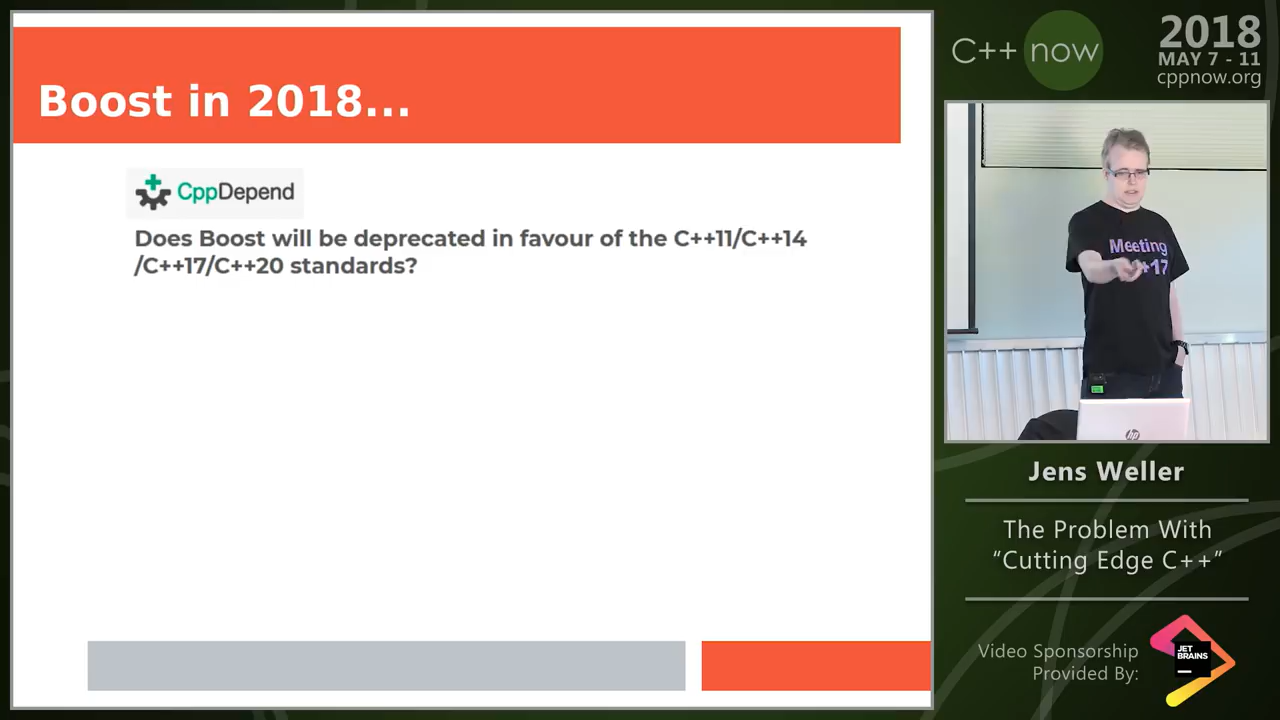 Boost in 2018...
CppDepend
Does Boost will be deprecated in favour of the C++11/C++14
/C++17/C++20 standards?
C++ now
2018
MAY 7 - 11
cppnow.org
Meeting
+17
hp
Jens Weller
The Problem With
“Cutting Edge C++”
Video Sponsorship
Provided By:
JET
BRAINS